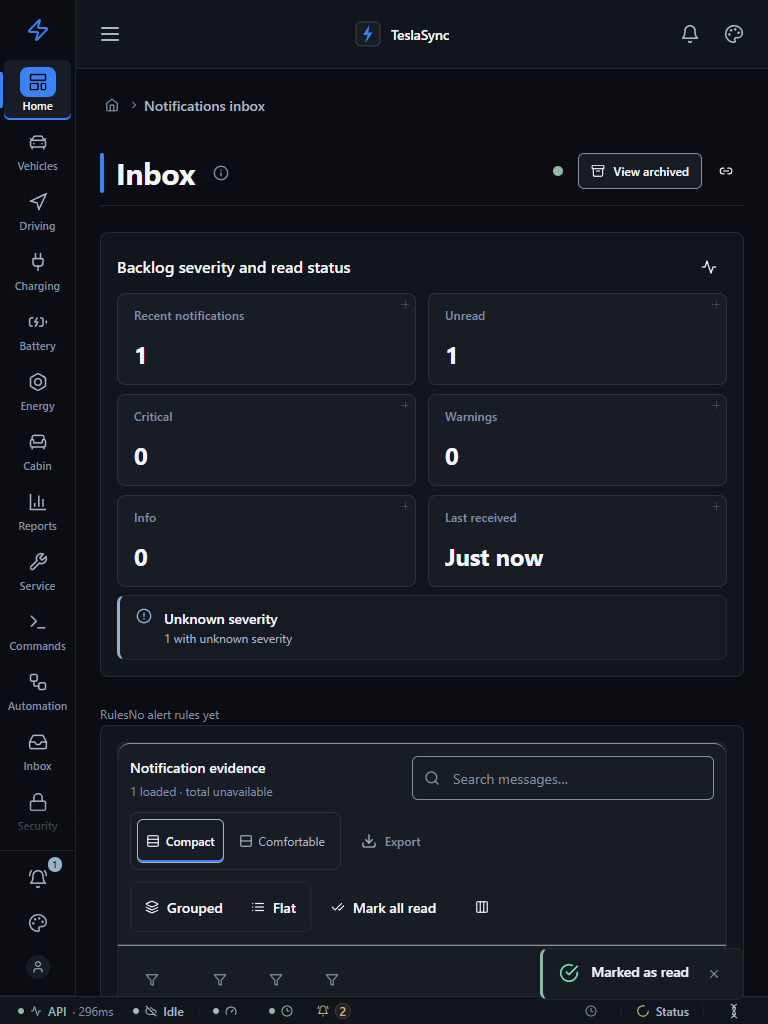 TeslaSync
Home
Vehicles
Driving
Charging
Battery
Energy
Cabin
Reports
Service
Commands
Automation
Inbox
Security
1
Notifications inbox
Inbox
View archived
Backlog severity and read status
Recent notifications
1
Unread
1
Critical
0
Warnings
0
Info
0
Last received
Just now
Unknown severity
1 with unknown severity
RulesNo alert rules yet
Notification evidence
1 loaded · total unavailable
Search messages...
Compact
Comfortable
Export
Grouped
Flat
Mark all read
Marked as read
API · 296ms
Idle
2
Status